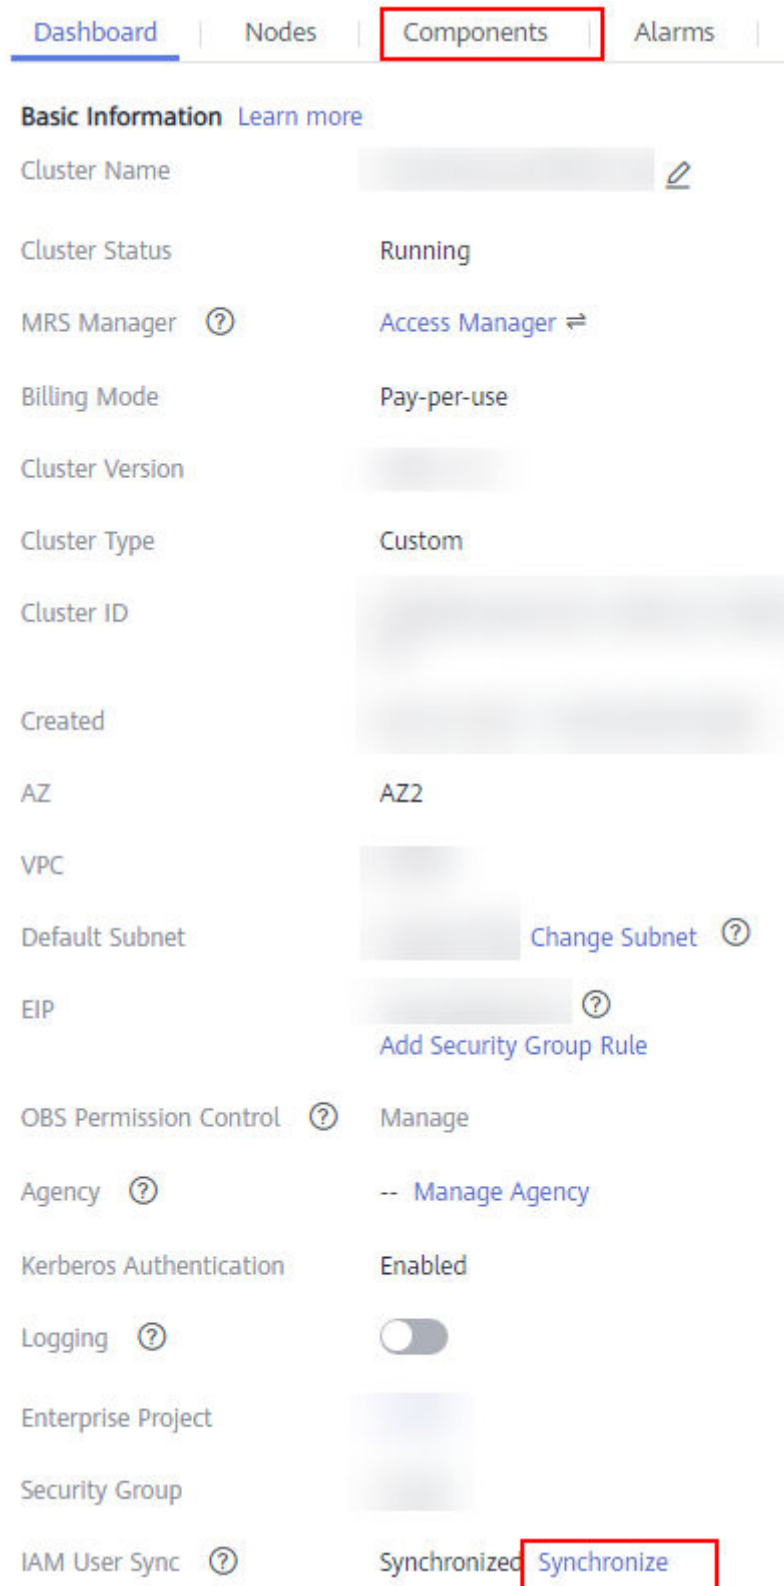 Dashboard Nodes Components Alarms
Basic Information Learn more
Cluster Name
Cluster Status Running
MRS Manager ? Access Manager ⇌
Billing Mode Pay-per-use
Cluster Version
Cluster Type Custom
Cluster ID
Created
AZ AZ2
VPC
Default Subnet Change Subnet ?
EIP ?
Add Security Group Rule
OBS Permission Control ? Manage
Agency ? -- Manage Agency
Kerberos Authentication Enabled
Logging ?
Enterprise Project
Security Group
IAM User Sync ? Synchronized Synchronize